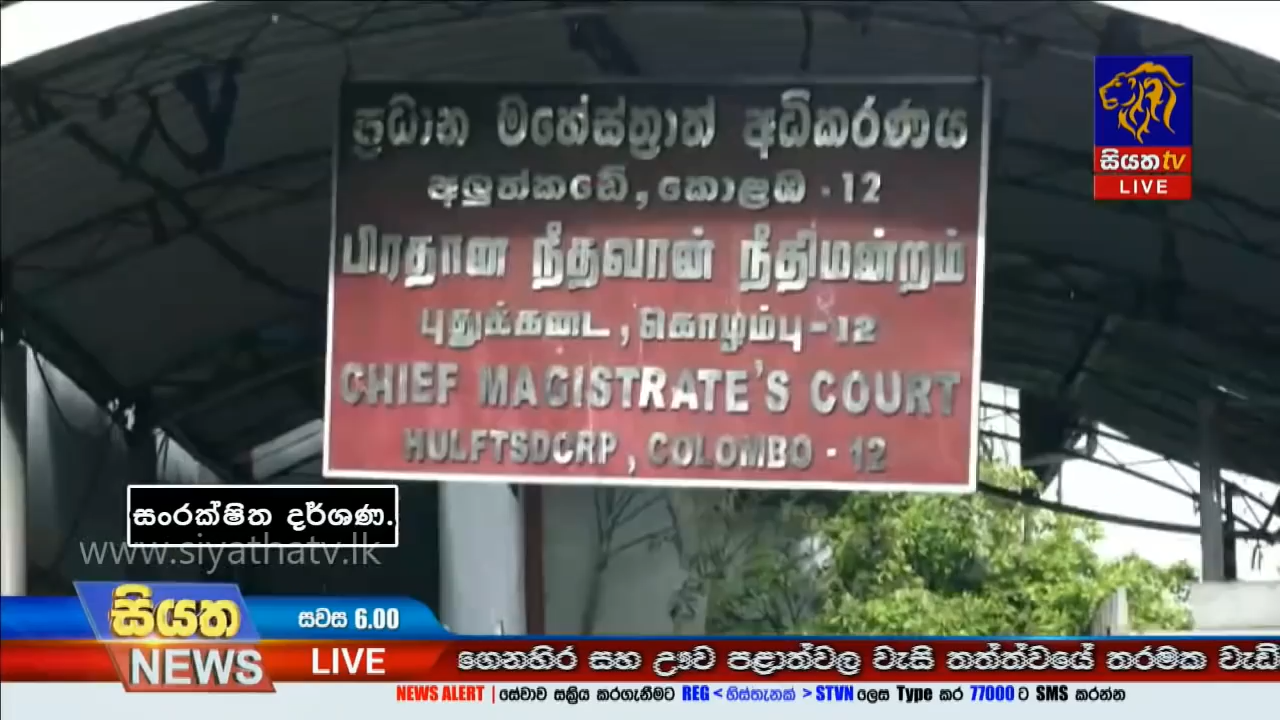 ප්‍රධාන මහේස්ත්‍රාත් අධිකරණය
අලුත්කඩේ, කොළඹ - 12
பிரதான நீதவான் நீதிமன்றம்
புதுக்கடை, கொழும்பு - 12
CHIEF MAGISTRATE'S COURT
HULFTSDORP, COLOMBO - 12
සියත tv
LIVE
සංරක්ෂිත දර්ශණ.
www.siyathatv.lk
සියත
NEWS
සවස 6.00
LIVE
ගෙනහිර සහ ඌව පළාත්වල වැසි තත්ත්වයේ තරමක වැඩි
NEWS ALERT | සේවාව සක්‍රිය කරගැනීමට REG < හිස්තැනක් > STVN ලෙස Type කර 77000 ට SMS කරන්න